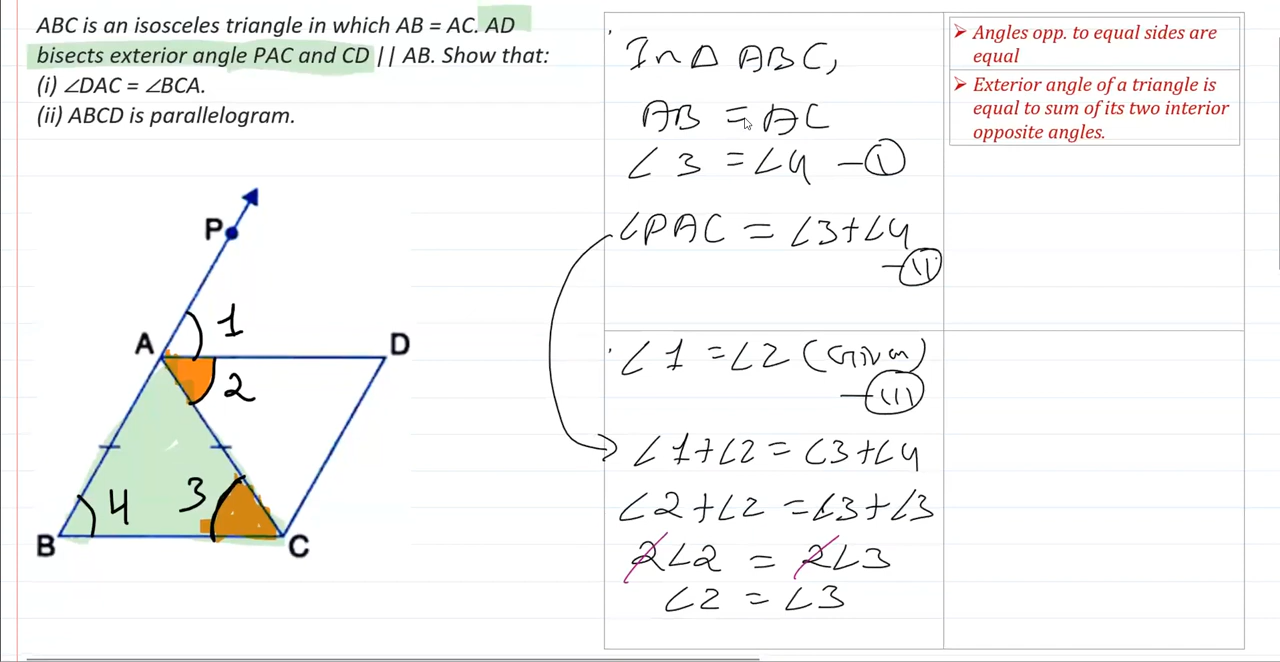 ABC is an isosceles triangle in which AB = AC. AD
bisects exterior angle PAC and CD || AB. Show that:
(i) ∠DAC = ∠BCA.
(ii) ABCD is parallelogram.
P
1
A
D
2
4
3
B
C
In △ ABC,
AB = AC
∠3 = ∠4 —(i)
∠PAC = ∠3+∠4
—(ii)
∠1 = ∠2 (Given)
—(iii)
∠1+∠2 = ∠3+∠4
∠2+∠2 = ∠3+∠3
2∠2 = 2∠3
∠2 = ∠3
➢ Angles opp. to equal sides are
equal
➢ Exterior angle of a triangle is
equal to sum of its two interior
opposite angles.